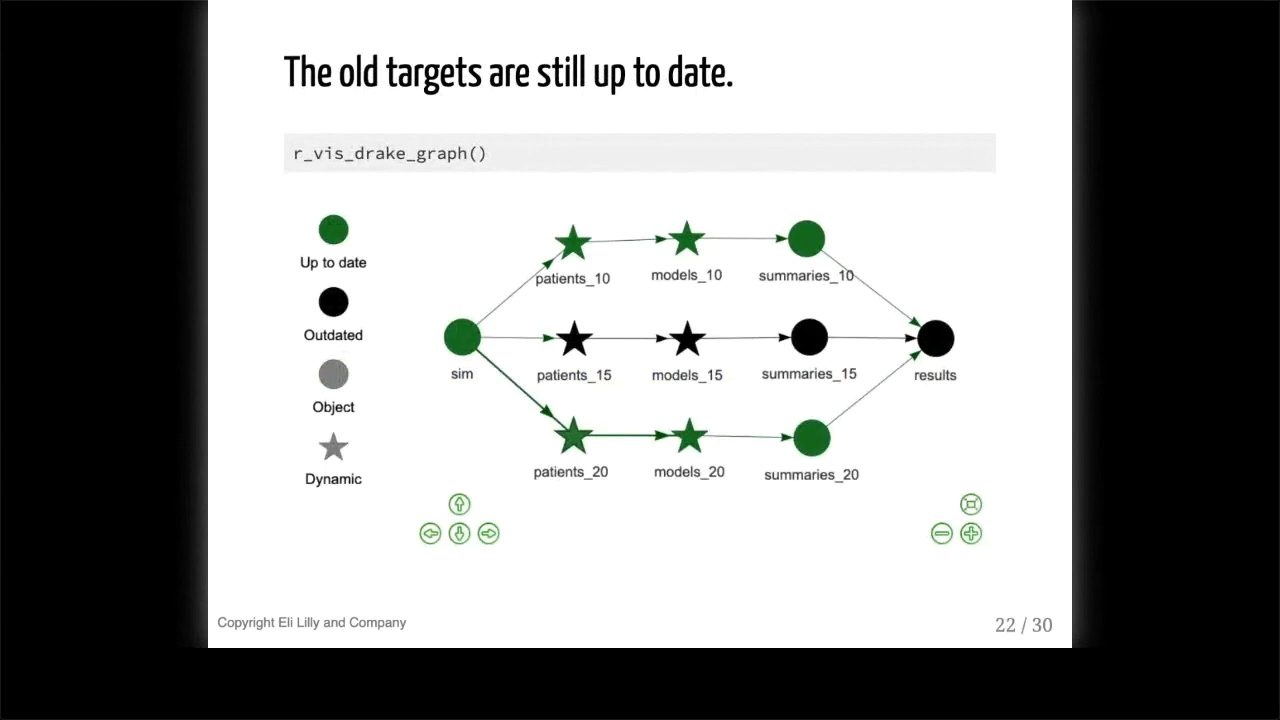 The old targets are still up to date.
r_vis_drake_graph()
Up to date
Outdated
Object
Dynamic
patients_10
models_10
summaries_10
sim
patients_15
models_15
summaries_15
results
patients_20
models_20
summaries_20
Copyright Eli Lilly and Company
22 / 30